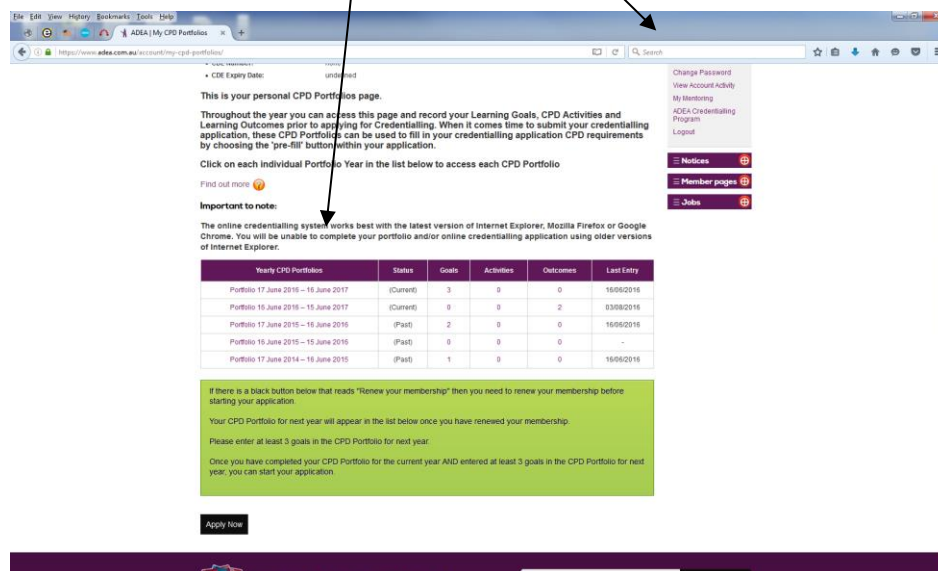 File Edit View History Bookmarks Tools Help
ADEA | My CPD Portfolios × +
https://www.adea.com.au/account/my-cpd-portfolios/
Search
• CDE Expiry Date: undefined
This is your personal CPD Portfolios page.
Throughout the year you can access this page and record your Learning Goals, CPD Activities and
Learning Outcomes prior to applying for Credentialling. When it comes time to submit your credentialling
application, these CPD Portfolios can be used to fill in your credentialling application CPD requirements
by choosing the 'pre-fill' button within your application.
Click on each individual Portfolio Year in the list below to access each CPD Portfolio
Find out more
Important to note:
The online credentialling system works best with the latest version of Internet Explorer, Mozilla Firefox or Google
Chrome. You will be unable to complete your portfolio and/or online credentialling application using older versions
of Internet Explorer.
Yearly CPD Portfolios Status Goals Activities Outcomes Last Entry
Portfolio 17 June 2016 – 16 June 2017 (Current) 3 0 0 16/06/2016
Portfolio 16 June 2016 – 15 June 2017 (Current) 0 0 2 03/08/2016
Portfolio 17 June 2015 – 16 June 2016 (Past) 2 0 0 16/06/2016
Portfolio 16 June 2015 – 15 June 2016 (Past) 0 0 0 -
Portfolio 17 June 2014 – 16 June 2015 (Past) 1 0 0 16/06/2016
If there is a black button below that reads "Renew your membership" then you need to renew your membership before
starting your application.
Your CPD Portfolio for next year will appear in the list below once you have renewed your membership.
Please enter at least 3 goals in the CPD Portfolio for next year.
Once you have completed your CPD Portfolio for the current year AND entered at least 3 goals in the CPD Portfolio for next
year, you can start your application.
Apply Now
Change Password
View Account Activity
My Mentoring
ADEA Credentialling
Program
Logout
Notices
Member pages
Jobs